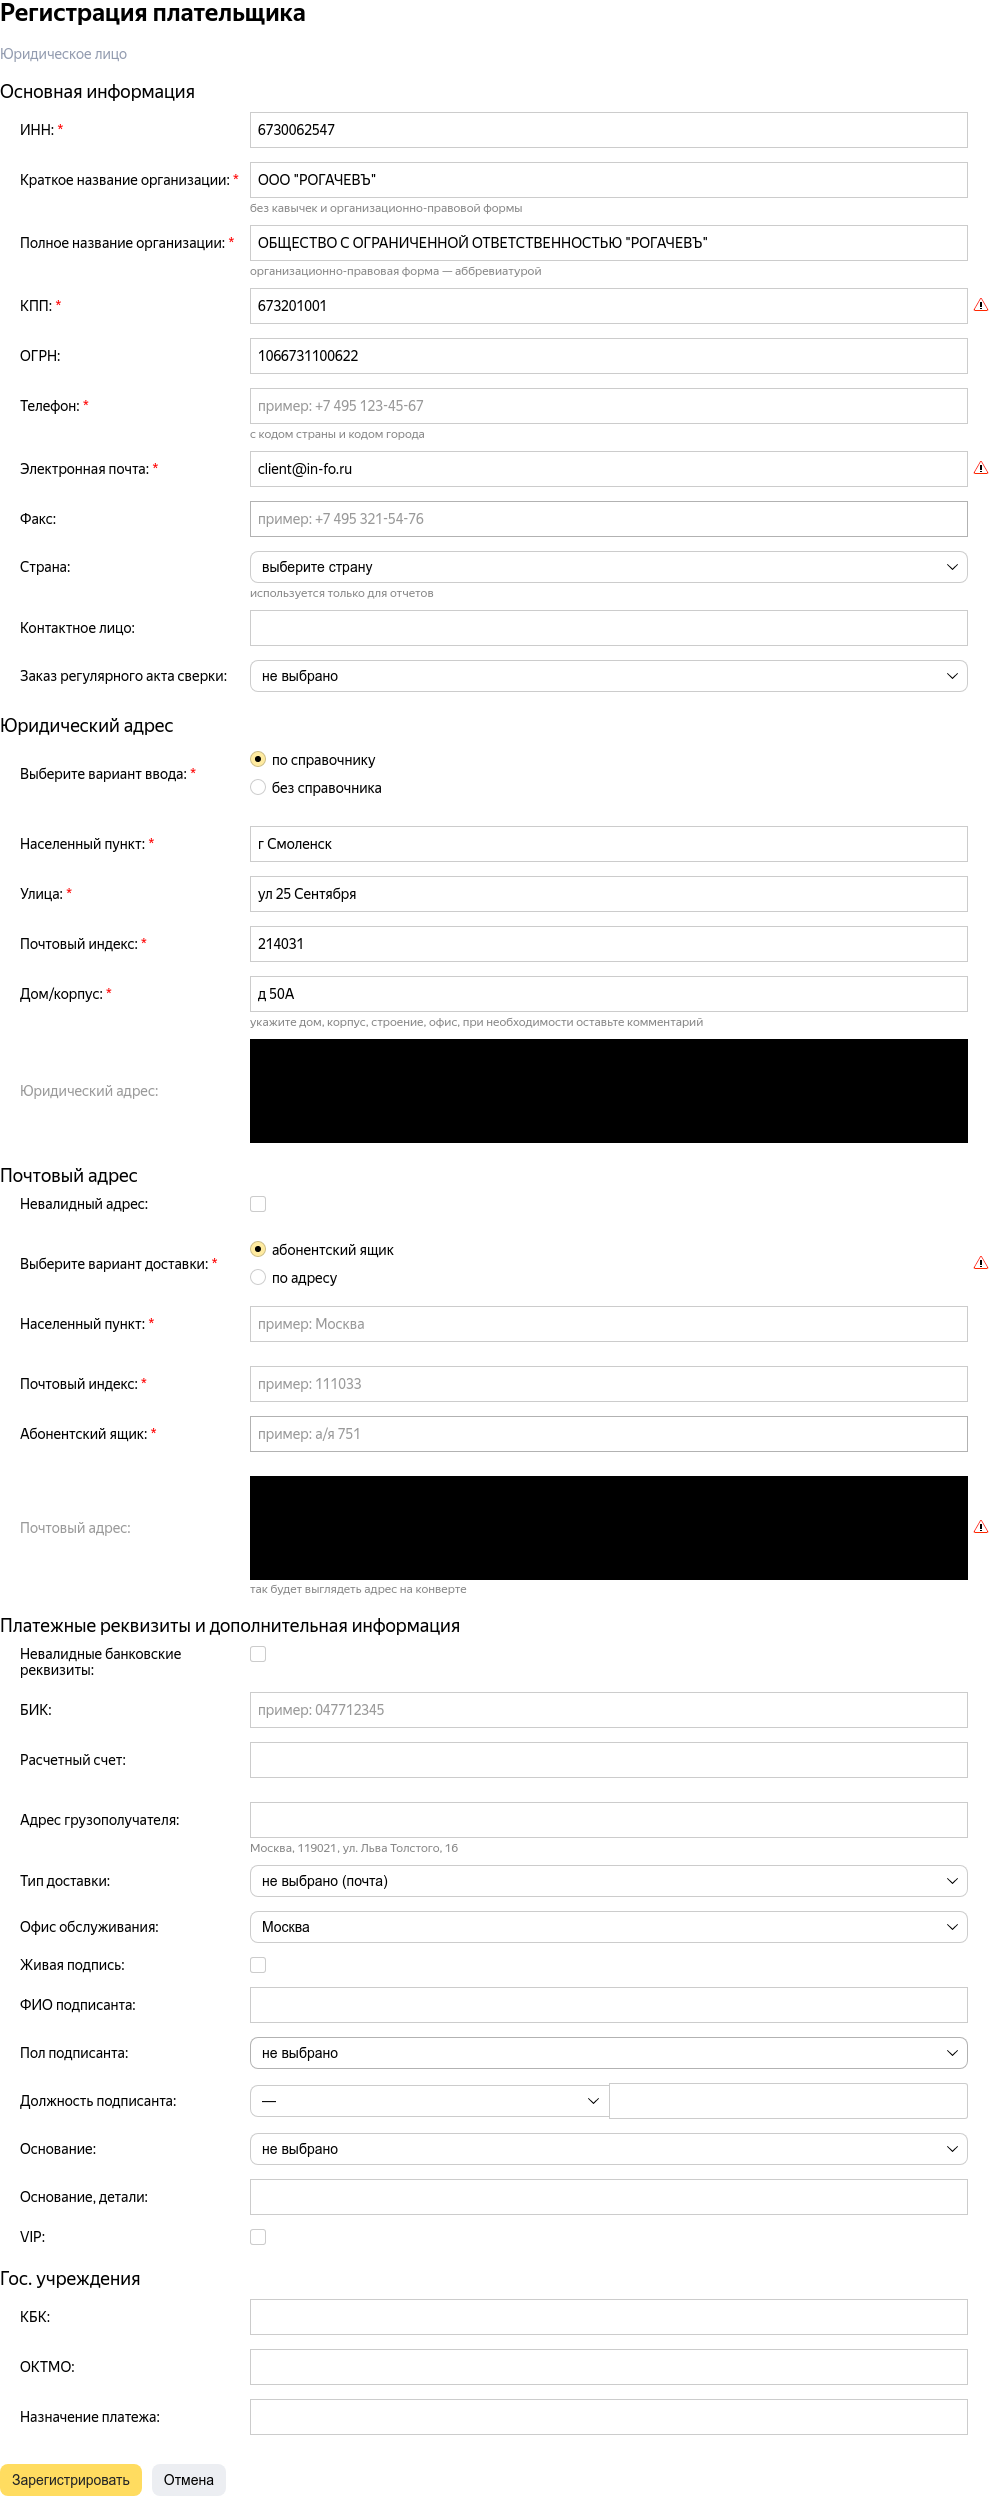 Регистрация плательщика
Юридическое лицо
Основная информация
ИНН: *
6730062547
Краткое название организации: *
ООО "РОГАЧЕВЪ"
без кавычек и организационно-правовой формы
Полное название организации: *
ОБЩЕСТВО С ОГРАНИЧЕННОЙ ОТВЕТСТВЕННОСТЬЮ "РОГАЧЕВЪ"
организационно-правовая форма — аббревиатурой
КПП: *
673201001
ОГРН:
1066731100622
Телефон: *
пример: +7 495 123-45-67
с кодом страны и кодом города
Электронная почта: *
client@in-fo.ru
Факс:
пример: +7 495 321-54-76
Страна:
выберите страну
используется только для отчетов
Контактное лицо:
Заказ регулярного акта сверки:
не выбрано
Юридический адрес
Выберите вариант ввода: *
по справочнику
без справочника
Населенный пункт: *
г Смоленск
Улица: *
ул 25 Сентября
Почтовый индекс: *
214031
Дом/корпус: *
д 50А
укажите дом, корпус, строение, офис, при необходимости оставьте комментарий
Юридический адрес:
Почтовый адрес
Невалидный адрес:
Выберите вариант доставки: *
абонентский ящик
по адресу
Населенный пункт: *
пример: Москва
Почтовый индекс: *
пример: 111033
Абонентский ящик: *
пример: а/я 751
Почтовый адрес:
так будет выглядеть адрес на конверте
Платежные реквизиты и дополнительная информация
Невалидные банковские
реквизиты:
БИК:
пример: 047712345
Расчетный счет:
Адрес грузополучателя:
Москва, 119021, ул. Льва Толстого, 16
Тип доставки:
не выбрано (почта)
Офис обслуживания:
Москва
Живая подпись:
ФИО подписанта:
Пол подписанта:
не выбрано
Должность подписанта:
—
Основание:
не выбрано
Основание, детали:
VIP:
Гос. учреждения
КБК:
ОКТМО:
Назначение платежа:
Зарегистрировать
Отмена